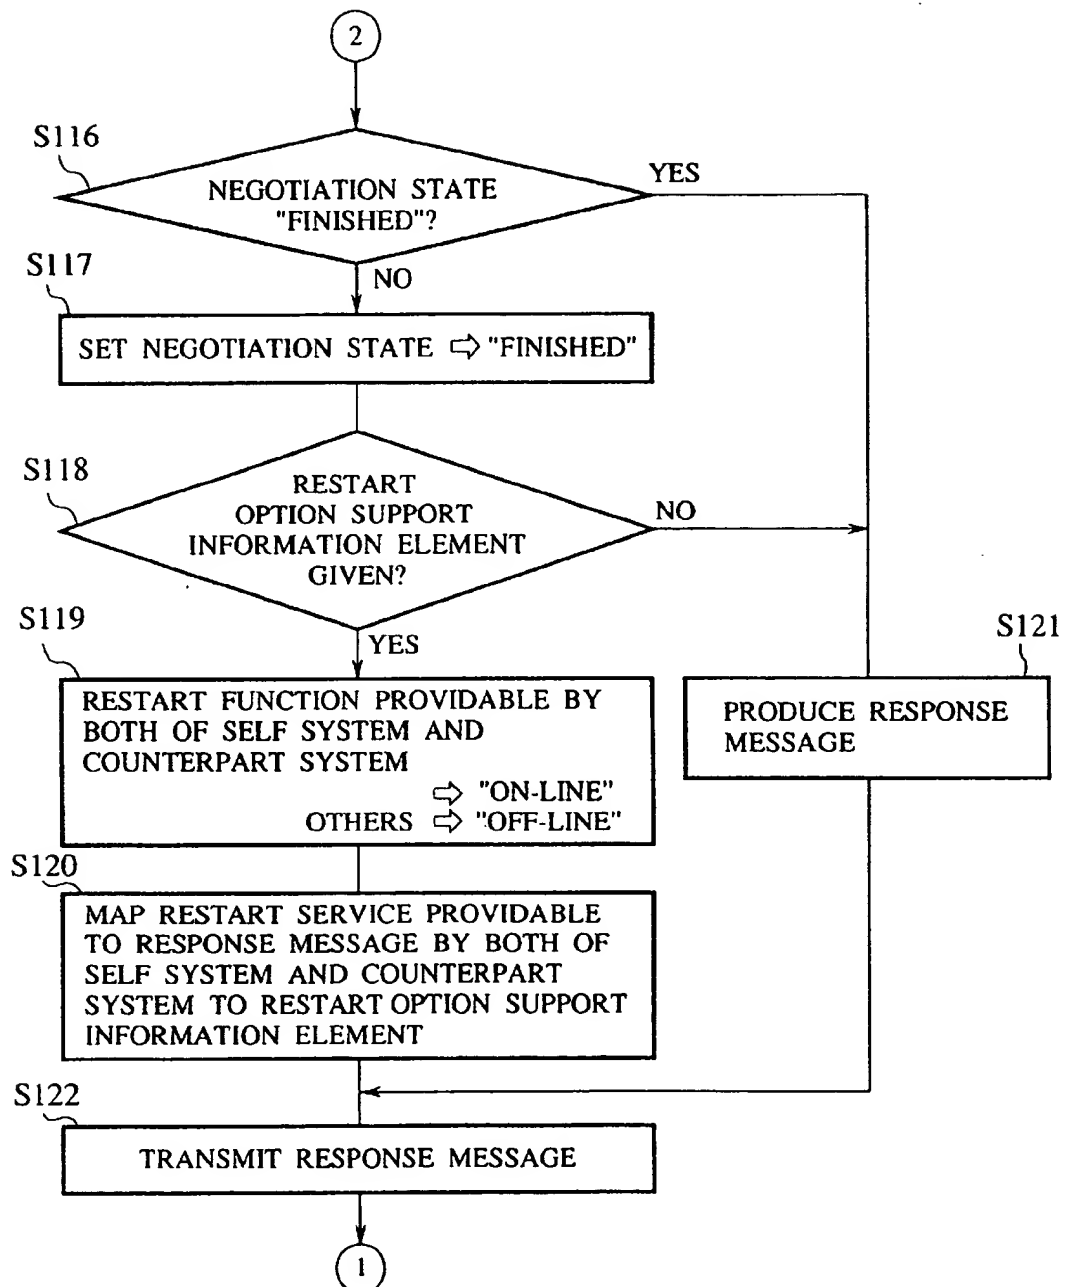 2
S116
NEGOTIATION STATE
"FINISHED"?
YES
NO
S117
SET NEGOTIATION STATE ⇨ "FINISHED"
S118
RESTART
OPTION SUPPORT
INFORMATION ELEMENT
GIVEN?
NO
YES
S119
RESTART FUNCTION PROVIDABLE BY
BOTH OF SELF SYSTEM AND
COUNTERPART SYSTEM
⇨ "ON-LINE"
OTHERS ⇨ "OFF-LINE"
S121
PRODUCE RESPONSE
MESSAGE
S120
MAP RESTART SERVICE PROVIDABLE
TO RESPONSE MESSAGE BY BOTH OF
SELF SYSTEM AND COUNTERPART
SYSTEM TO RESTART OPTION SUPPORT
INFORMATION ELEMENT
S122
TRANSMIT RESPONSE MESSAGE
1